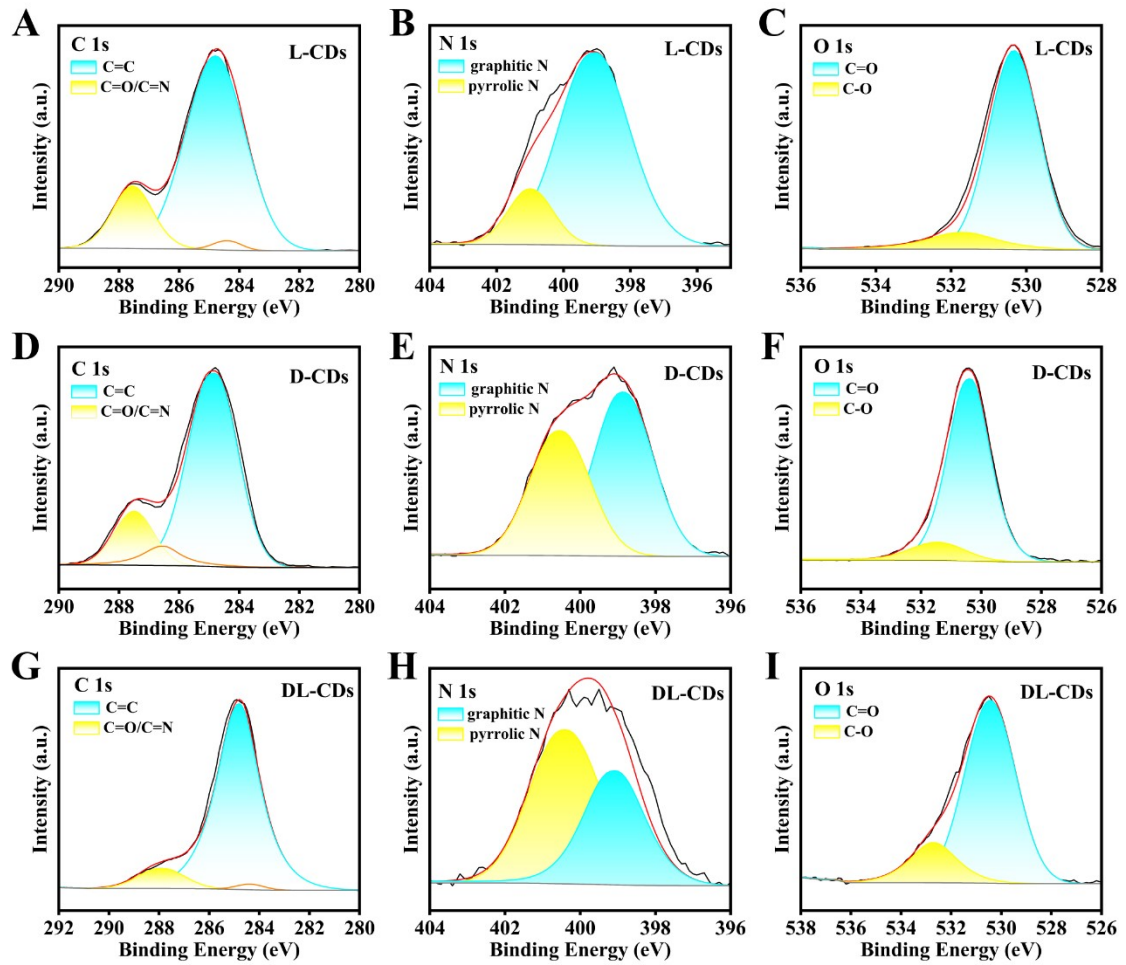 A
C 1s
L-CDs
C=C
C=O/C=N
Intensity (a.u.)
290 288 286 284 282 280
Binding Energy (eV)
B
N 1s
L-CDs
graphitic N
pyrrolic N
Intensity (a.u.)
404 402 400 398 396
Binding Energy (eV)
C
O 1s
L-CDs
C=O
C-O
Intensity (a.u.)
536 534 532 530 528
Binding Energy (eV)
D
C 1s
D-CDs
C=C
C=O/C=N
Intensity (a.u.)
290 288 286 284 282 280
Binding Energy (eV)
E
N 1s
D-CDs
graphitic N
pyrrolic N
Intensity (a.u.)
404 402 400 398 396
Binding Energy (eV)
F
O 1s
D-CDs
C=O
C-O
Intensity (a.u.)
536 534 532 530 528 526
Binding Energy (eV)
G
C 1s
DL-CDs
C=C
C=O/C=N
Intensity (a.u.)
292 290 288 286 284 282 280
Binding Energy (eV)
H
N 1s
DL-CDs
graphitic N
pyrrolic N
Intensity (a.u.)
404 402 400 398 396 394
Binding Energy (eV)
I
O 1s
DL-CDs
C=O
C-O
Intensity (a.u.)
538 536 534 532 530 528 526
Binding Energy (eV)